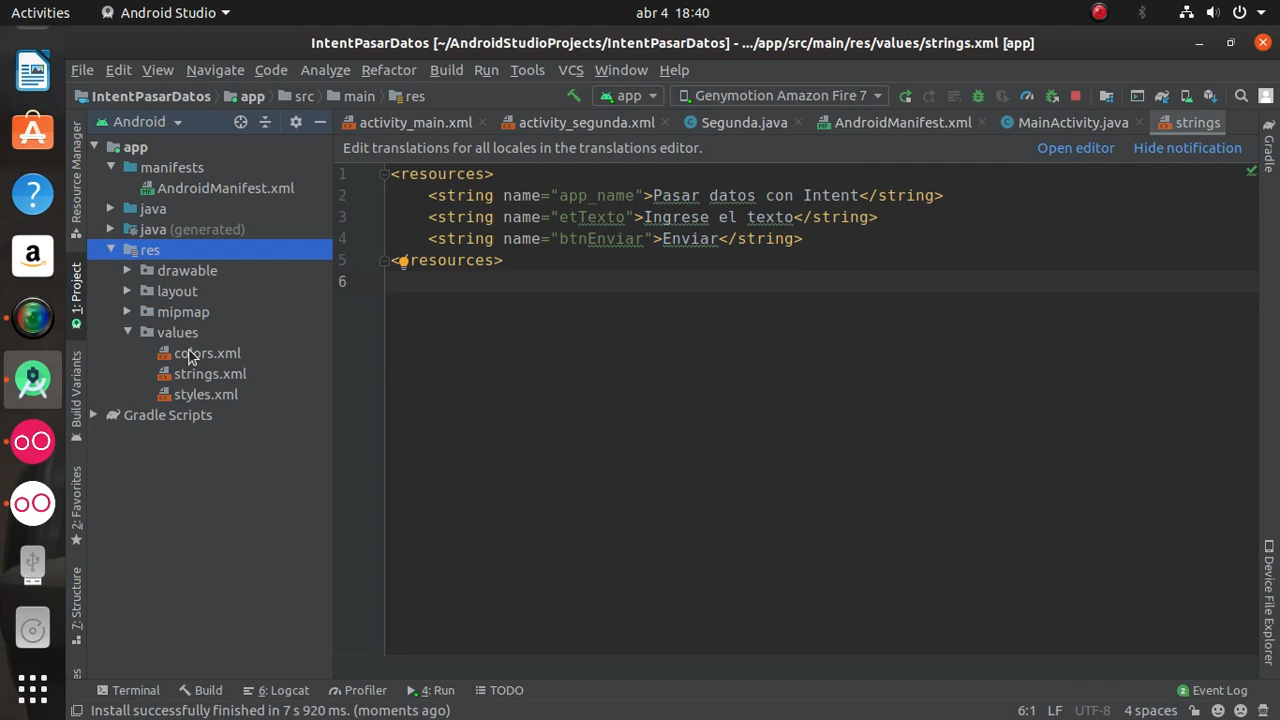 Activities
Android Studio
abr 4 18:40
IntentPasarDatos [~/AndroidStudioProjects/IntentPasarDatos] - .../app/src/main/res/values/strings.xml [app]
File Edit View Navigate Code Analyze Refactor Build Run Tools VCS Window Help
IntentPasarDatos app src main res
app
Genymotion Amazon Fire 7
Android
activity_main.xml
activity_segunda.xml
Segunda.java
AndroidManifest.xml
MainActivity.java
strings
Edit translations for all locales in the translations editor.
Open editor
Hide notification
Resource Manager
1: Project
Build Variants
2: Favorites
7: Structure
app
manifests
AndroidManifest.xml
java
java (generated)
res
drawable
layout
mipmap
values
colors.xml
strings.xml
styles.xml
Gradle Scripts
1 <resources>
2 <string name="app_name">Pasar datos con Intent</string>
3 <string name="etTexto">Ingrese el texto</string>
4 <string name="btnEnviar">Enviar</string>
5 </resources>
6
Gradle
Device File Explorer
Terminal
Build
6: Logcat
Profiler
4: Run
TODO
2 Event Log
Install successfully finished in 7 s 920 ms. (moments ago)
6:1 LF UTF-8 4 spaces